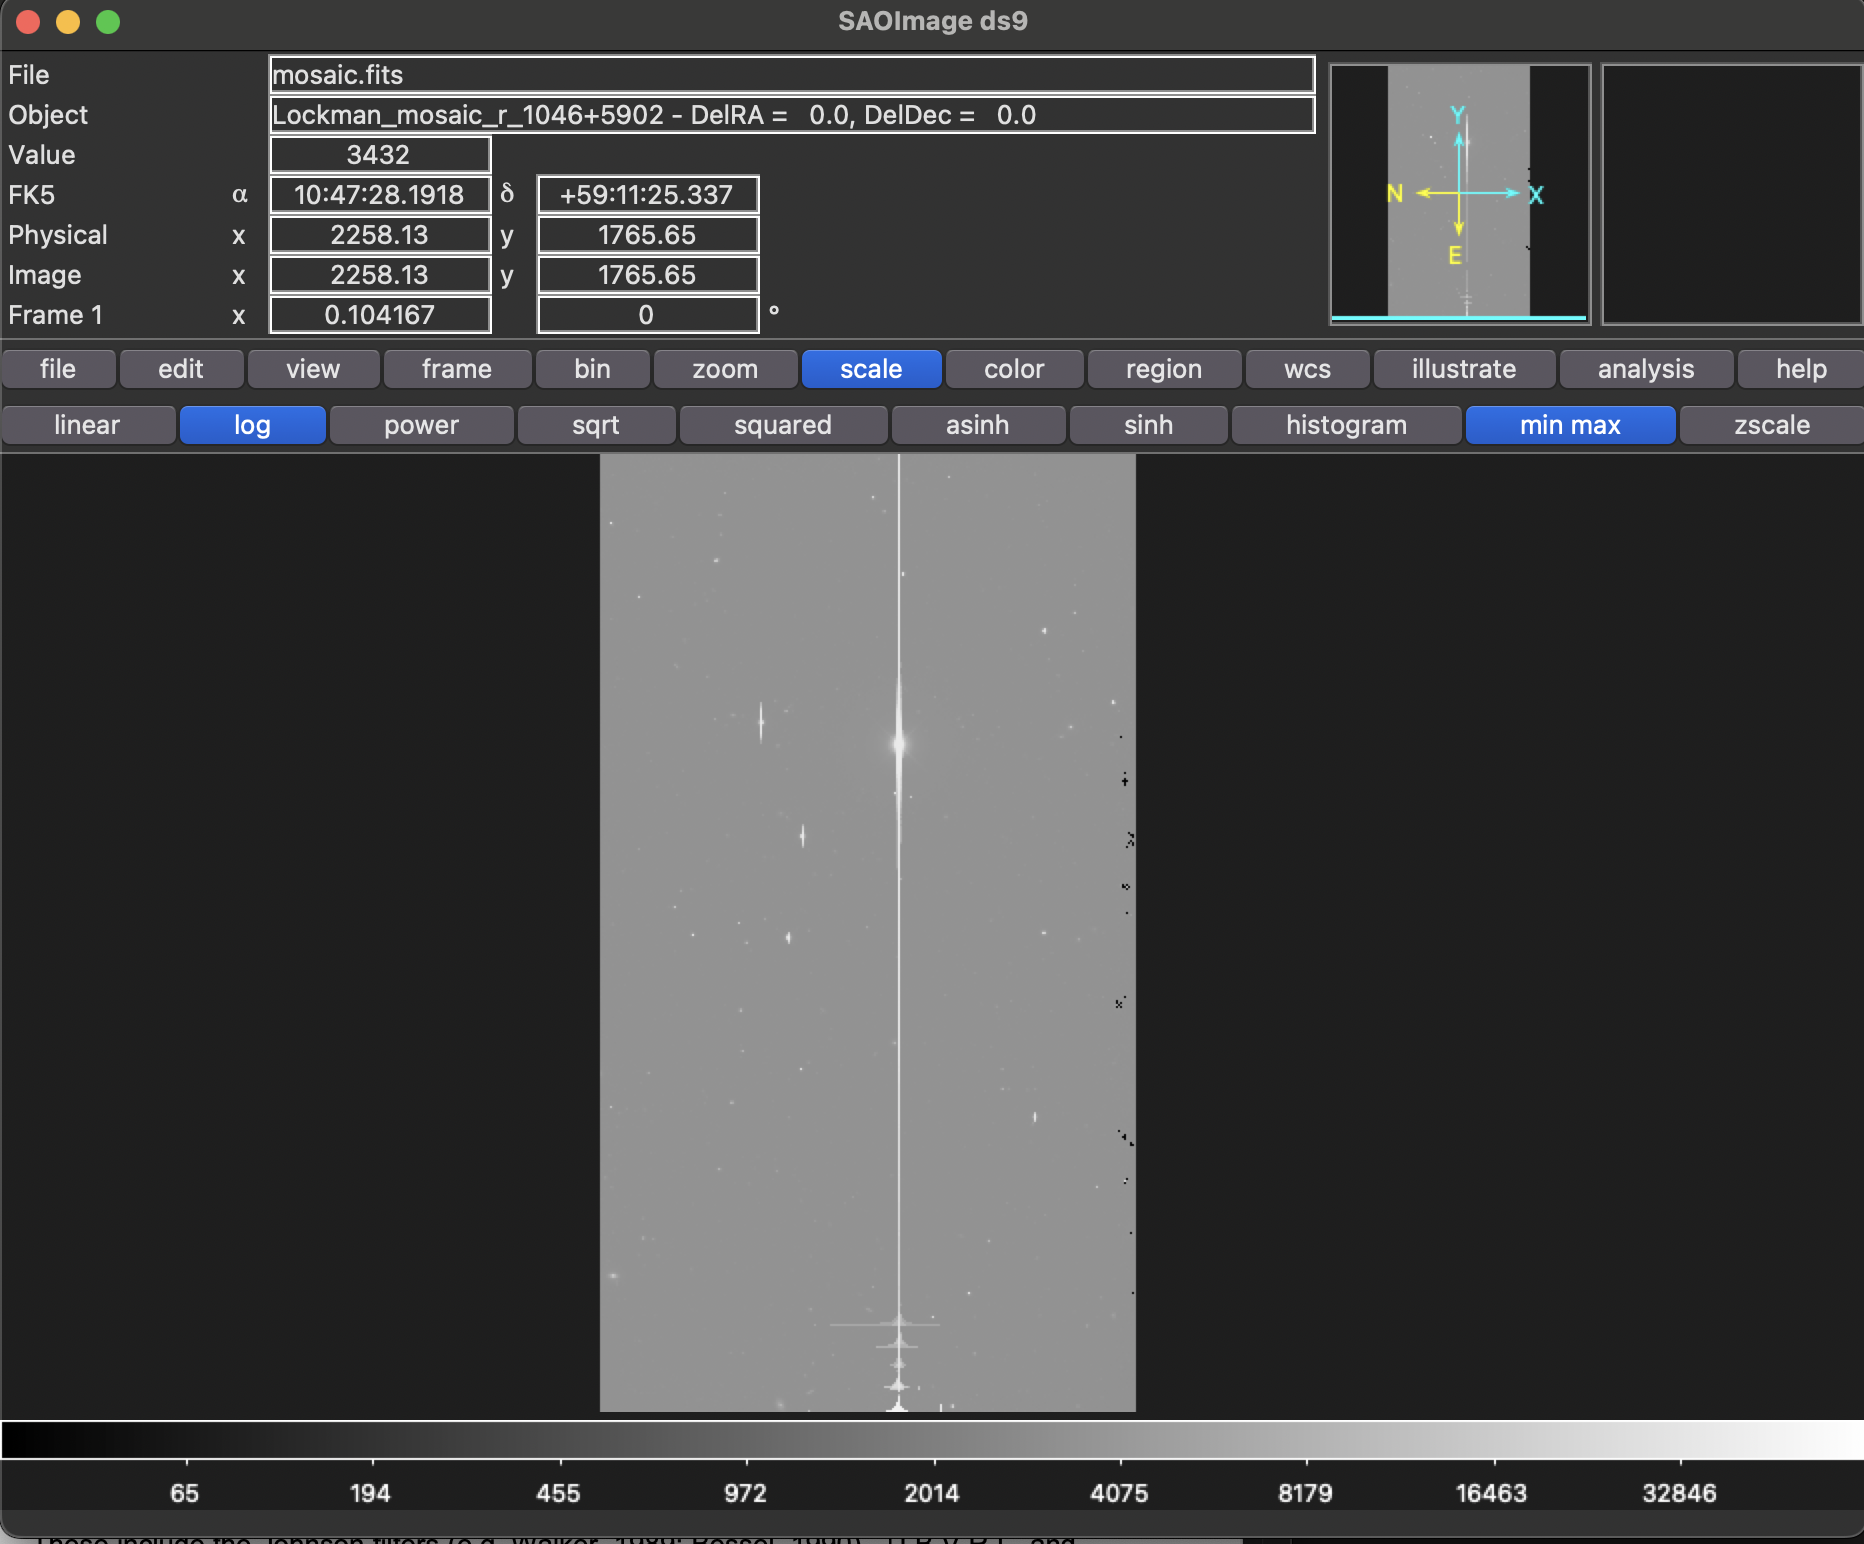 SAOImage ds9
File mosaic.fits
Object Lockman_mosaic_r_1046+5902 - DelRA = 0.0, DelDec = 0.0
Value 3432
FK5 α 10:47:28.1918 δ +59:11:25.337
Physical x 2258.13 y 1765.65
Image x 2258.13 y 1765.65
Frame 1 x 0.104167 0 °
Y
N X
E
file edit view frame bin zoom scale color region wcs illustrate analysis help
linear log power sqrt squared asinh sinh histogram min max zscale
65 194 455 972 2014 4075 8179 16463 32846